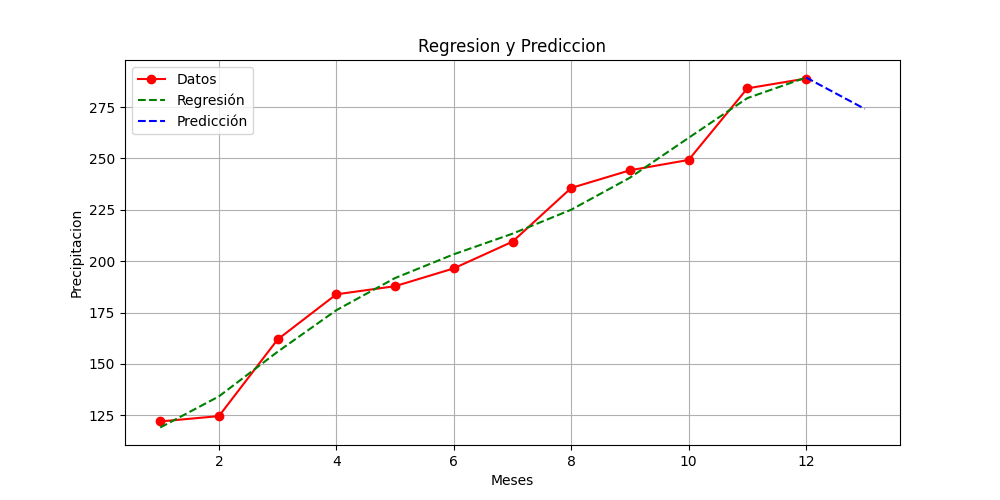 Regresion y Prediccion
Datos
Regresión
Predicción
Precipitacion
275
250
225
200
175
150
125
2 4 6 8 10 12
Meses